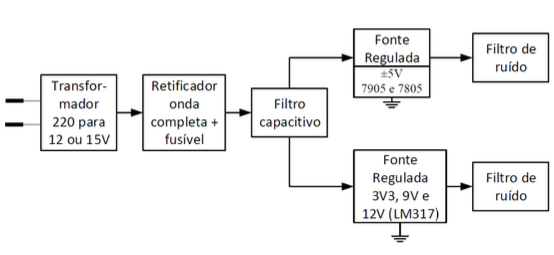 Transfor-
mador
220 para
12 ou 15V
Retificador
onda
completa +
fusível
Filtro
capacitivo
Fonte
Regulada
±5V
7905 e 7805
Filtro de
ruído
Fonte
Regulada
3V3, 9V e
12V (LM317)
Filtro de
ruído